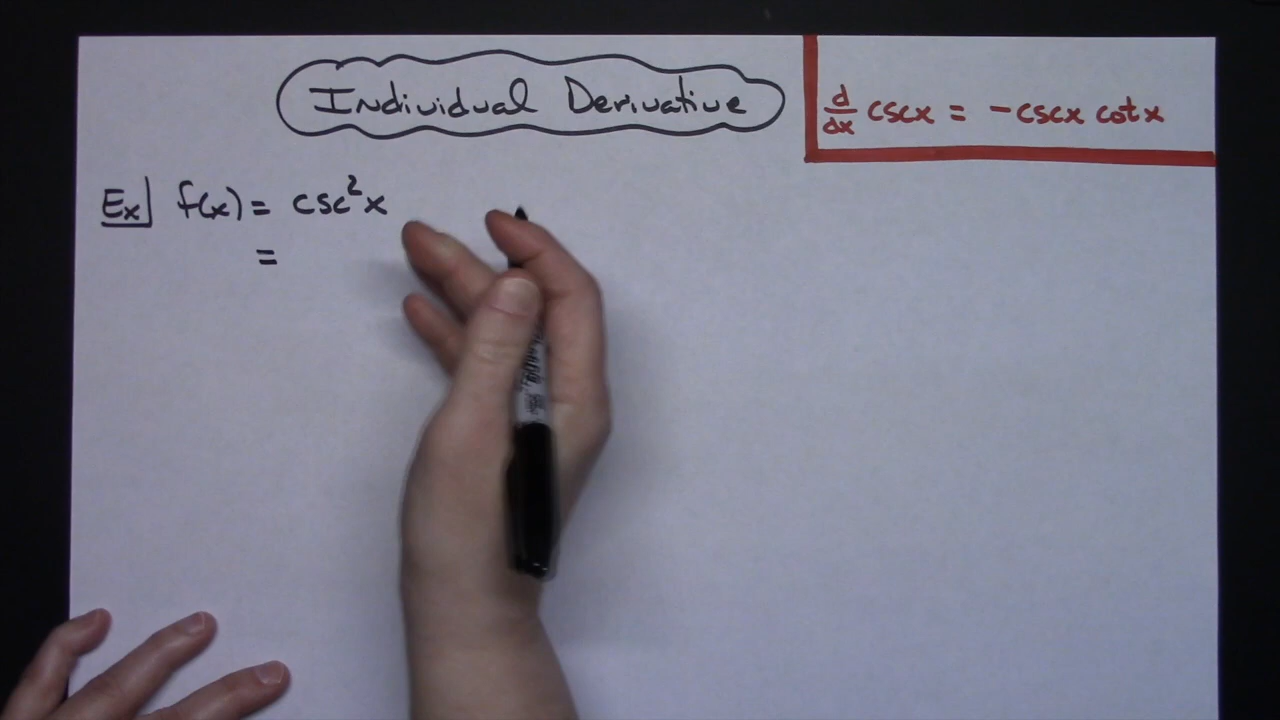 Individual Derivative
d/dx cscx = -cscx cotx
Ex| f(x) = csc²x
=